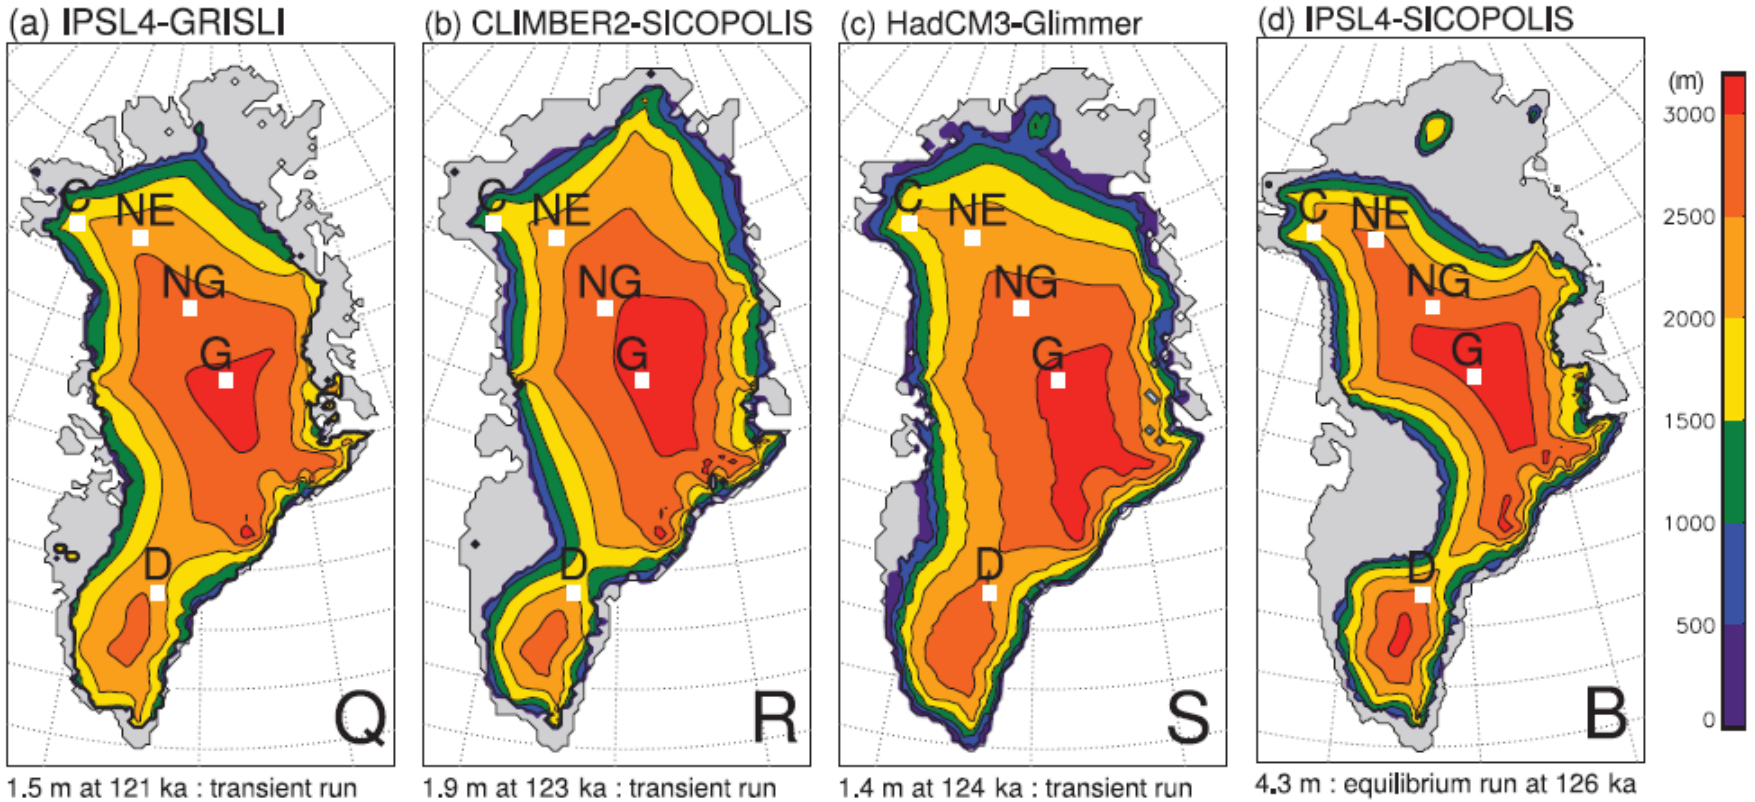 (a) IPSL4-GRISLI
C
NE
NG
G
D
Q
1.5 m at 121 ka : transient run
(b) CLIMBER2-SICOPOLIS
C
NE
NG
G
D
R
1.9 m at 123 ka : transient run
(c) HadCM3-Glimmer
C
NE
NG
G
D
S
1.4 m at 124 ka : transient run
(d) IPSL4-SICOPOLIS
C
NE
NG
G
D
B
4.3 m : equilibrium run at 126 ka
(m)
3000
2500
2000
1500
1000
500
0